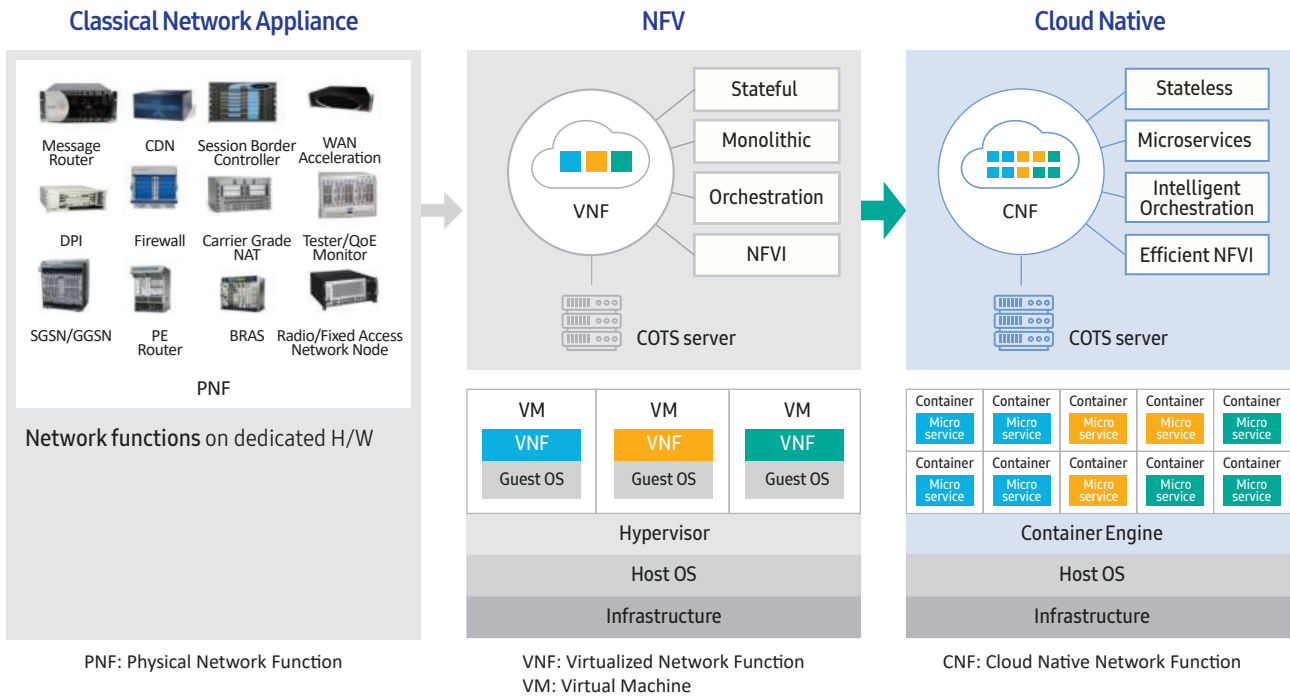 Classical Network Appliance
Message
Router
CDN
Session Border
Controller
WAN
Acceleration
DPI
Firewall
Carrier Grade
NAT
Tester/QoE
Monitor
SGSN/GGSN
PE
Router
BRAS
Radio/Fixed Access
Network Node
PNF
Network functions on dedicated H/W
PNF: Physical Network Function
NFV
VNF
Stateful
Monolithic
Orchestration
NFVI
COTS server
VM
VNF
Guest OS
VM
VNF
Guest OS
VM
VNF
Guest OS
Hypervisor
Host OS
Infrastructure
VNF: Virtualized Network Function
VM: Virtual Machine
Cloud Native
CNF
Stateless
Microservices
Intelligent
Orchestration
Efficient NFVI
COTS server
Container
Micro
service
Container
Micro
service
Container
Micro
service
Container
Micro
service
Container
Micro
service
Container
Micro
service
Container
Micro
service
Container
Micro
service
Container
Micro
service
Container
Micro
service
Container Engine
Host OS
Infrastructure
CNF: Cloud Native Network Function